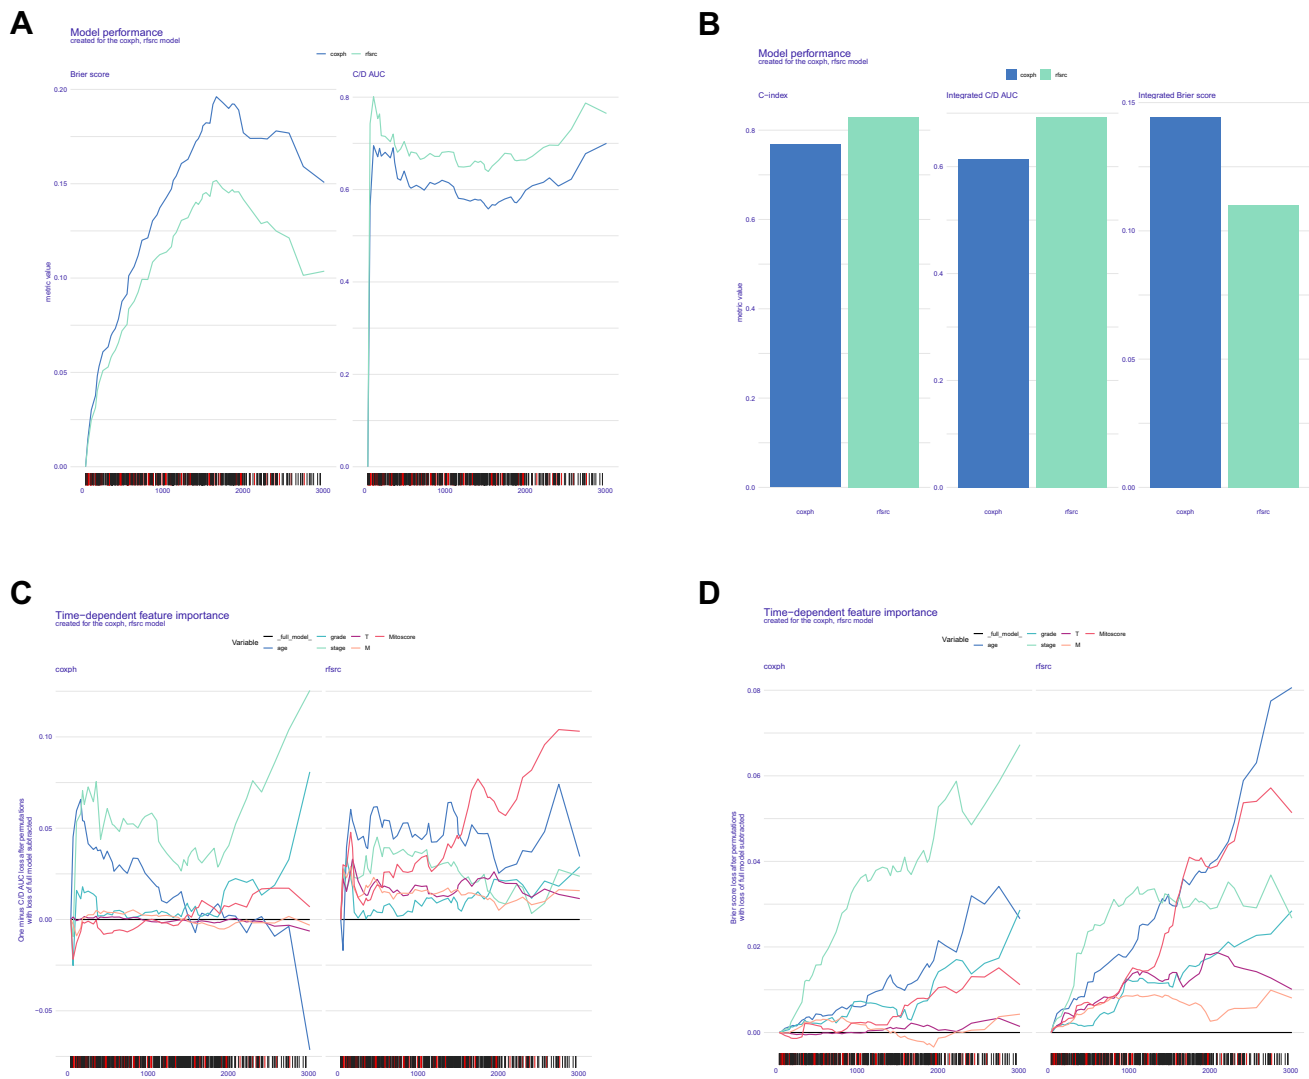 A
Model performance
created for the coxph, rfsrc model
coxph rfsrc
Brier score
C/D AUC
metric value
0.20
0.15
0.10
0.05
0.00
0.8
0.6
0.4
0.2
0.0
0 1000 2000 3000
0 1000 2000 3000
B
Model performance
created for the coxph, rfsrc model
coxph rfsrc
C−index
Integrated C/D AUC
Integrated Brier score
metric value
0.8
0.6
0.4
0.2
0.0
0.6
0.4
0.2
0.0
0.15
0.10
0.05
0.00
coxph rfsrc
coxph rfsrc
coxph rfsrc
C
Time−dependent feature importance
created for the coxph, rfsrc model
Variable
_full_model_ grade T Mitoscore
age stage M
coxph
rfsrc
One minus C/D AUC loss after permutations
with loss of full model subtracted
0.10
0.05
0.00
−0.05
0 1000 2000 3000
0 1000 2000 3000
D
Time−dependent feature importance
created for the coxph, rfsrc model
Variable
_full_model_ grade T Mitoscore
age stage M
coxph
rfsrc
Brier score loss after permutations
with loss of full model subtracted
0.08
0.06
0.04
0.02
0.00
0 1000 2000 3000
0 1000 2000 3000